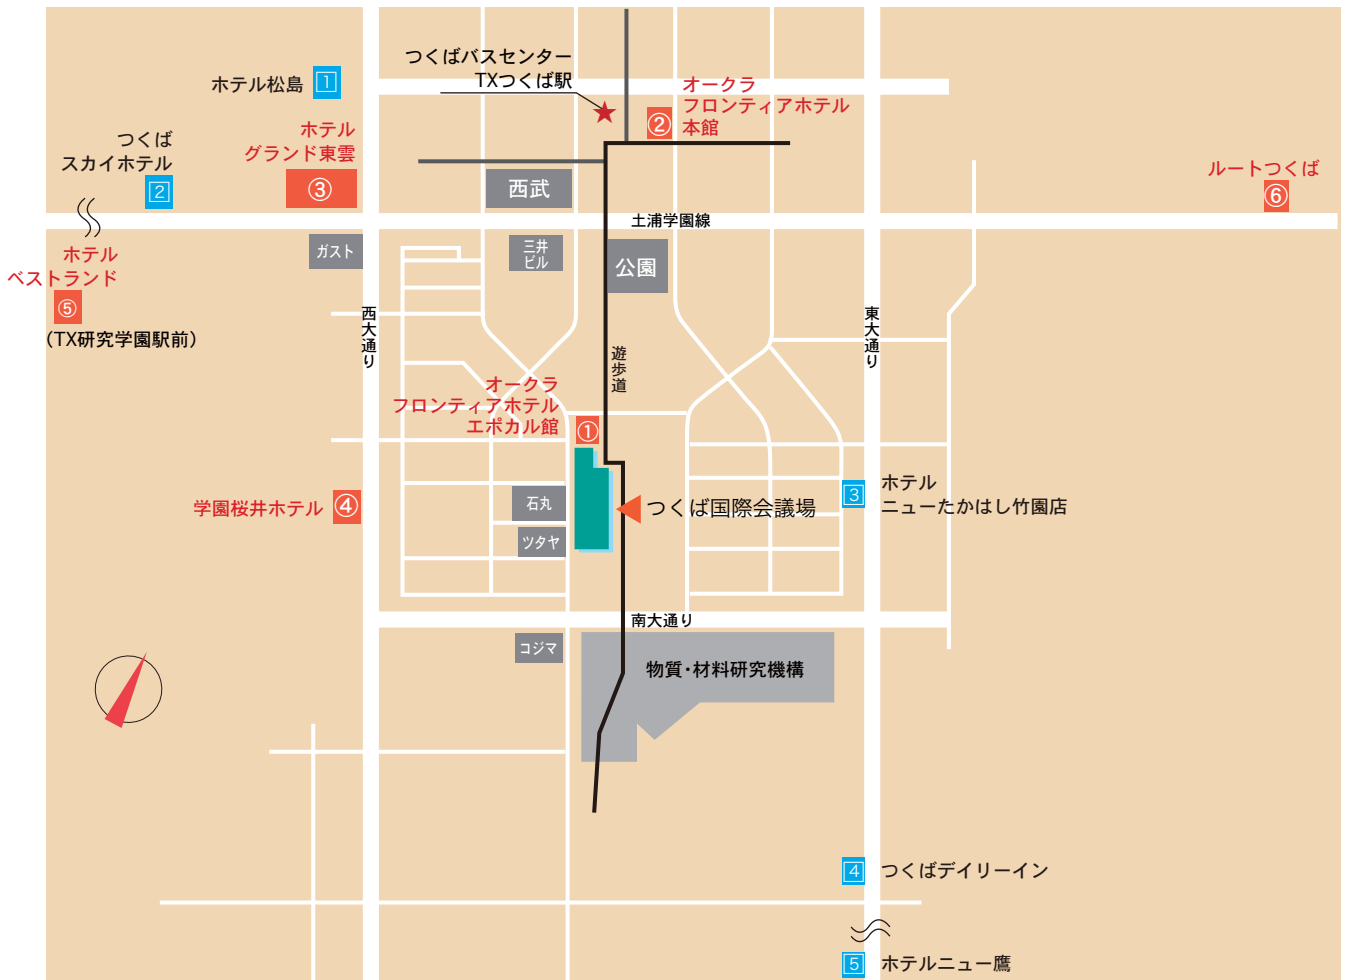 つくばバスセンター
TXつくば駅
ホテル松島
1
オークラ
フロンティアホテル
本館
②
ホテル
グランド東雲
③
つくば
スカイホテル
2
西武
ルートつくば
⑥
土浦学園線
ガスト
三井
ビル
公園
ホテル
ベストランド
⑤
(TX研究学園駅前)
西大通り
東大通り
遊歩道
オークラ
フロンティアホテル
エポカル館
①
学園桜井ホテル
④
石丸
ツタヤ
つくば国際会議場
3
ホテル
ニューたかはし竹園店
南大通り
コジマ
物質・材料研究機構
4
つくばデイリーイン
5
ホテルニュー鷹